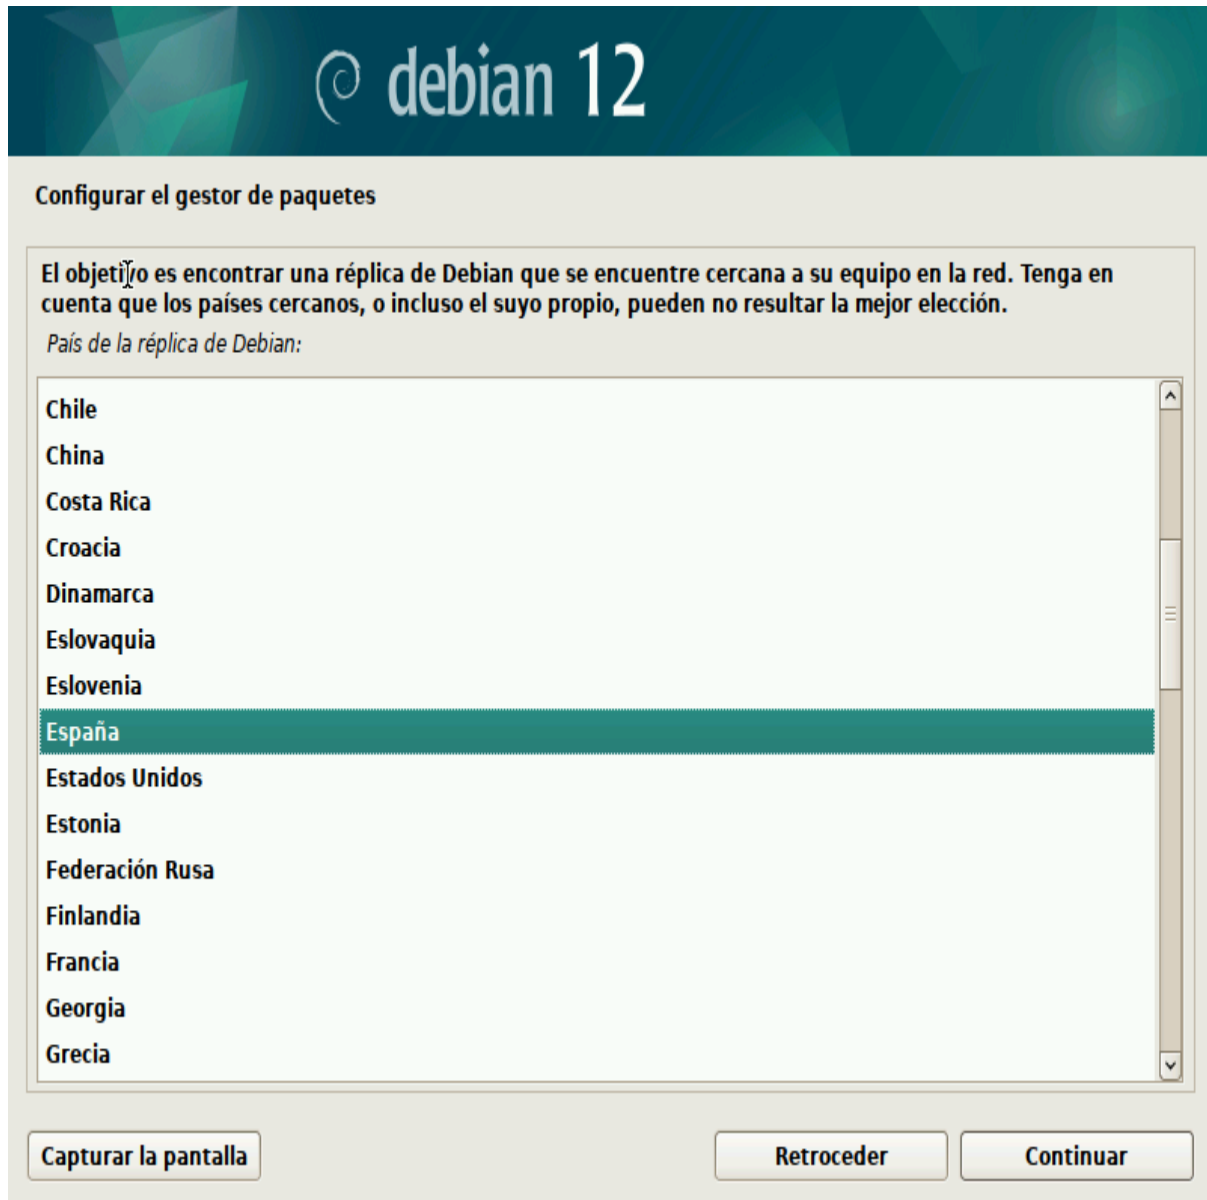 debian 12
Configurar el gestor de paquetes
El objetivo es encontrar una réplica de Debian que se encuentre cercana a su equipo en la red. Tenga en
cuenta que los países cercanos, o incluso el suyo propio, pueden no resultar la mejor elección.
País de la réplica de Debian:
Chile
China
Costa Rica
Croacia
Dinamarca
Eslovaquia
Eslovenia
España
Estados Unidos
Estonia
Federación Rusa
Finlandia
Francia
Georgia
Grecia
Capturar la pantalla
Retroceder
Continuar